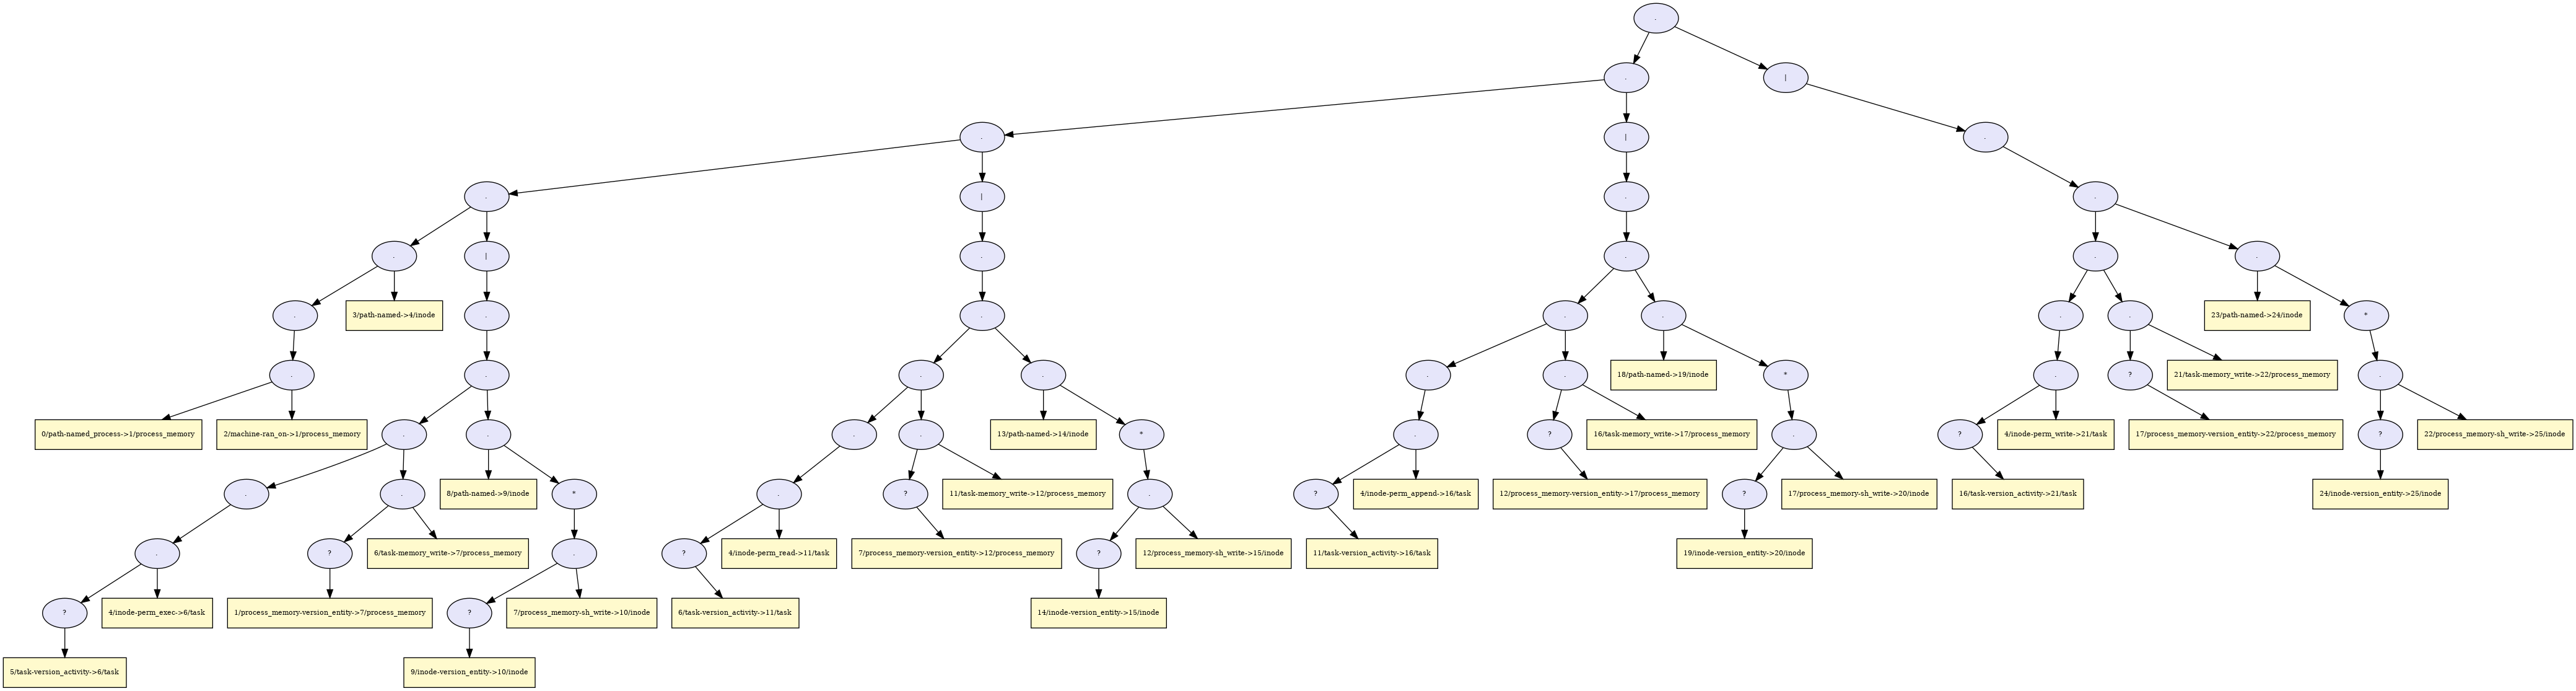 .
.
|
.
|
.
.
|
.
.
.
|
.
.
.
.
.
3/path-named->4/inode
.
.
.
.
.
23/path-named->24/inode
*
.
.
.
.
.
.
18/path-named->19/inode
*
.
?
21/task-memory_write->22/process_memory
.
0/path-named_process->1/process_memory
2/machine-ran_on->1/process_memory
.
.
.
.
13/path-named->14/inode
*
.
?
16/task-memory_write->17/process_memory
.
?
4/inode-perm_write->21/task
17/process_memory-version_entity->22/process_memory
?
22/process_memory-sh_write->25/inode
.
.
8/path-named->9/inode
*
.
?
11/task-memory_write->12/process_memory
.
?
4/inode-perm_append->16/task
12/process_memory-version_entity->17/process_memory
?
17/process_memory-sh_write->20/inode
16/task-version_activity->21/task
24/inode-version_entity->25/inode
.
?
6/task-memory_write->7/process_memory
.
?
4/inode-perm_read->11/task
7/process_memory-version_entity->12/process_memory
?
12/process_memory-sh_write->15/inode
11/task-version_activity->16/task
19/inode-version_entity->20/inode
?
4/inode-perm_exec->6/task
1/process_memory-version_entity->7/process_memory
?
7/process_memory-sh_write->10/inode
6/task-version_activity->11/task
14/inode-version_entity->15/inode
5/task-version_activity->6/task
9/inode-version_entity->10/inode